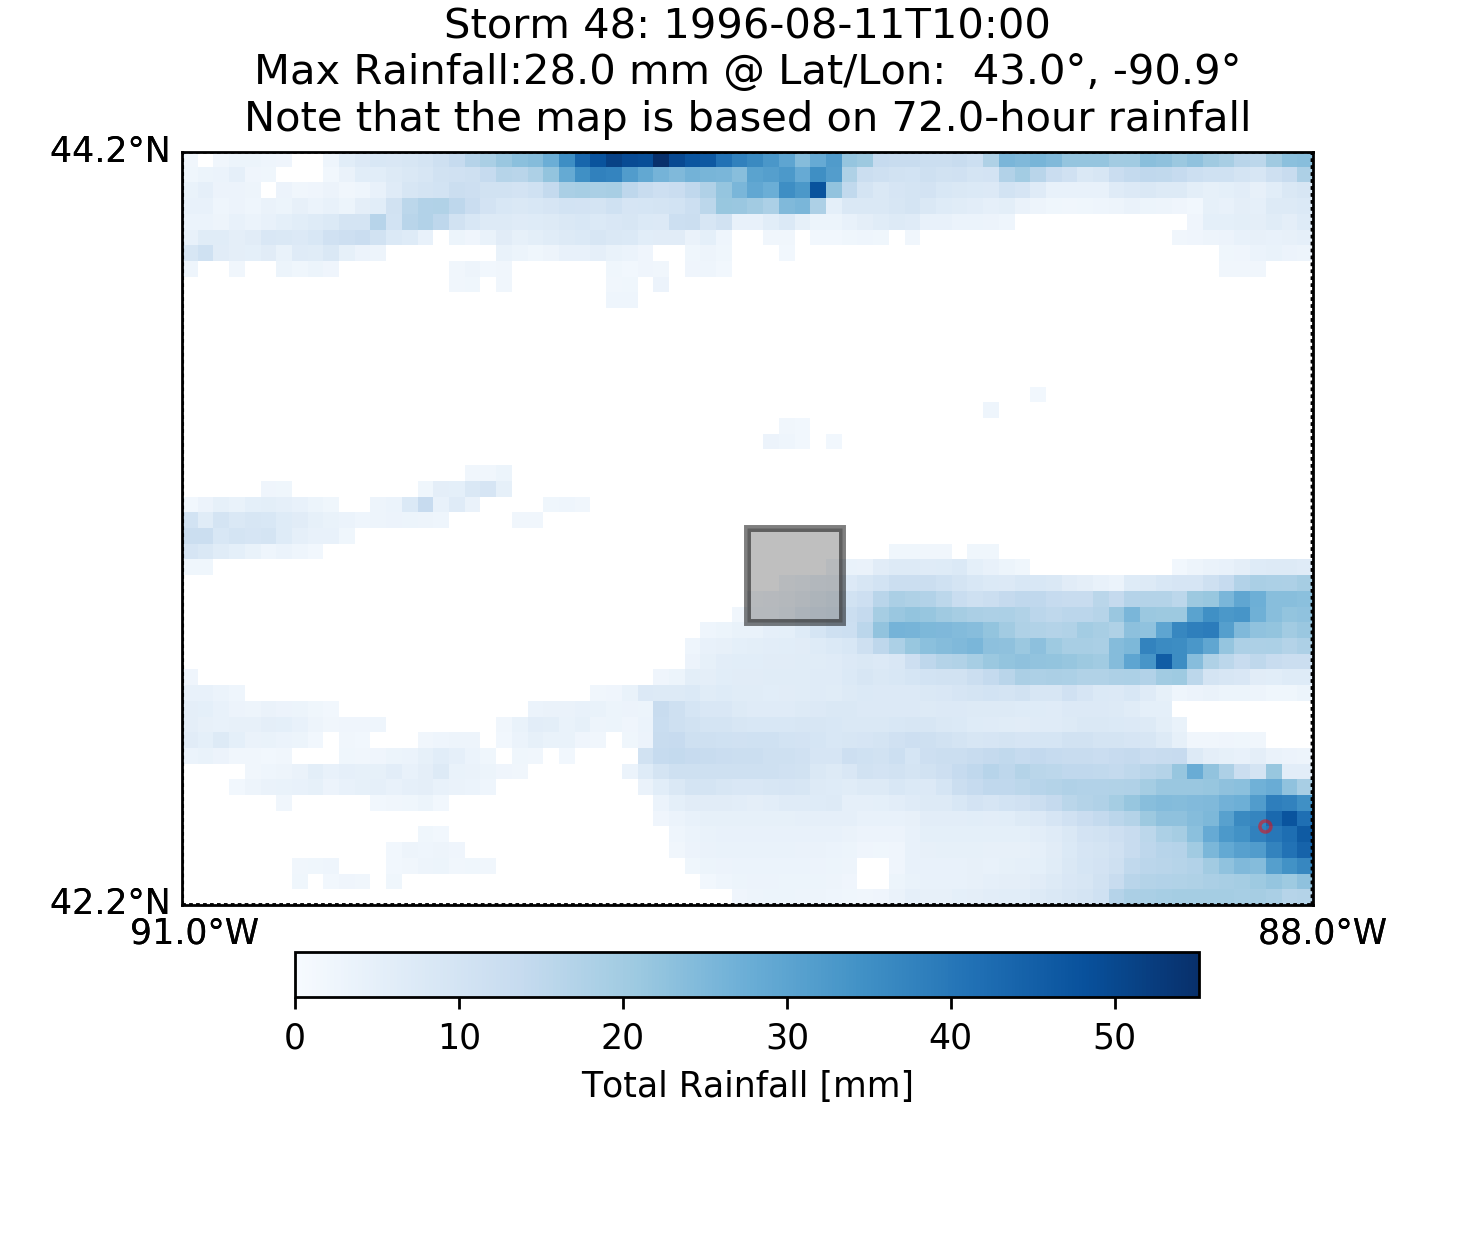 Storm 48: 1996-08-11T10:00
Max Rainfall:28.0 mm @ Lat/Lon:  43.0°, -90.9°
Note that the map is based on 72.0-hour rainfall
44.2°N
42.2°N
91.0°W 88.0°W
0 10 20 30 40 50
Total Rainfall [mm]